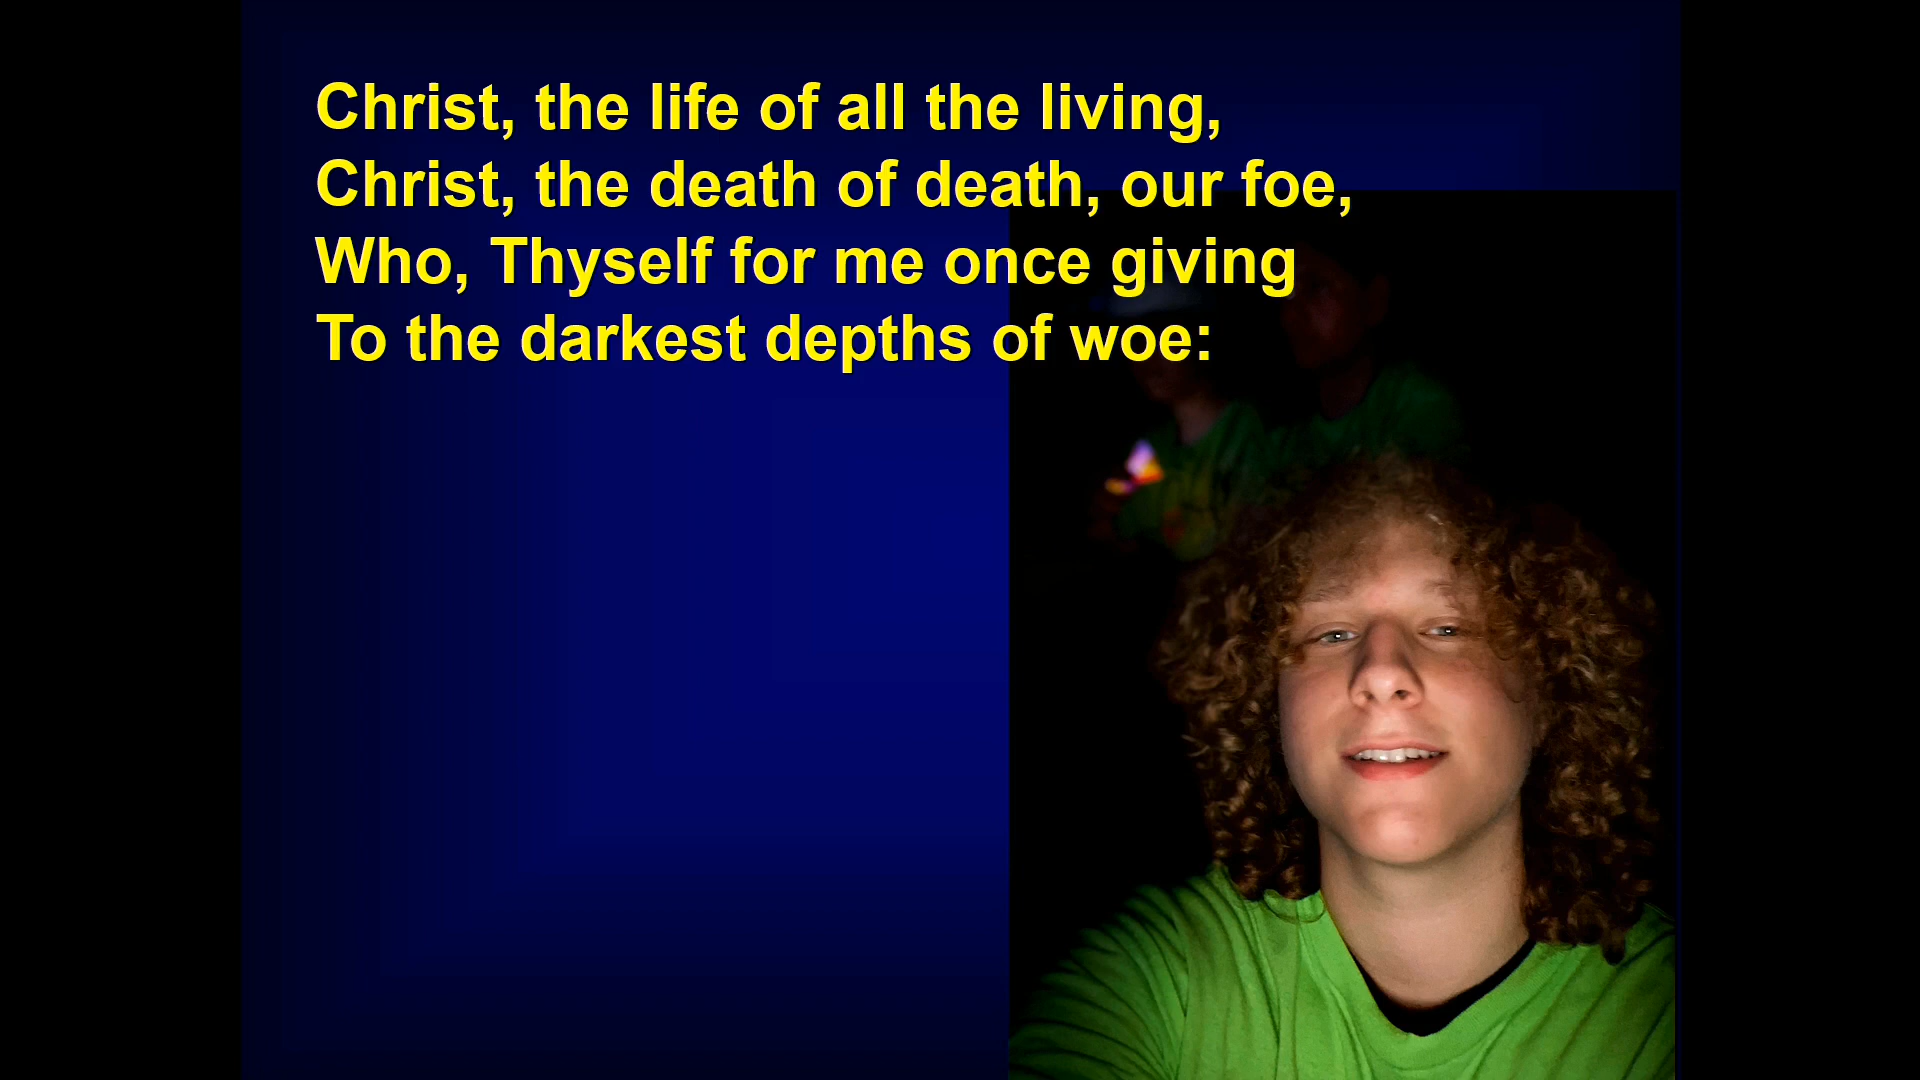 Christ, the life of all the living,
Christ, the death of death, our foe,
Who, Thyself for me once giving
To the darkest depths of woe: